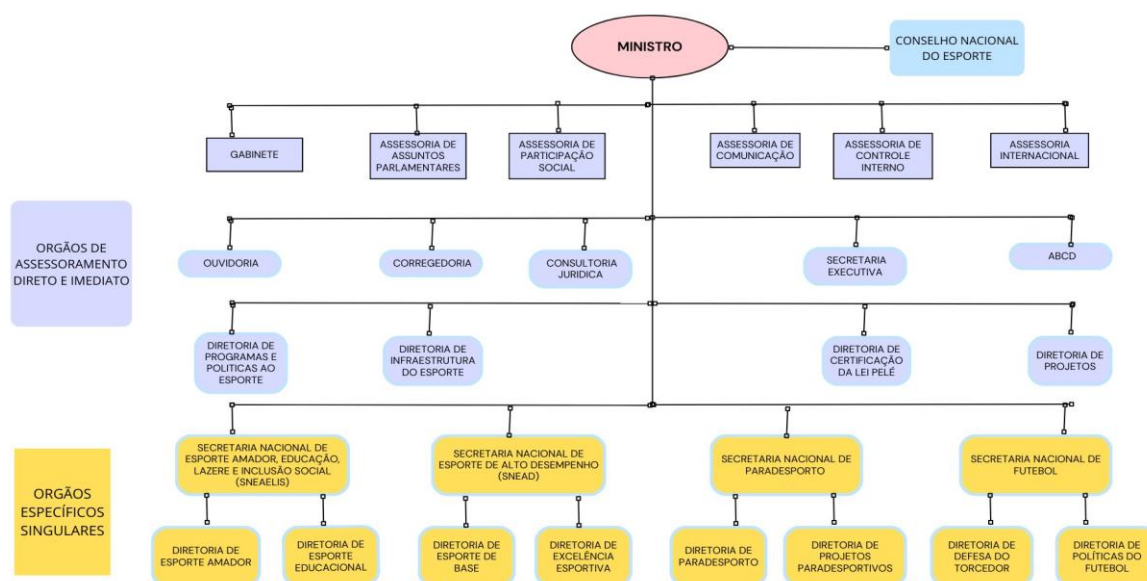 MINISTRO
CONSELHO NACIONAL
DO ESPORTE
GABINETE
ASSESSORIA DE
ASSUNTOS
PARLAMENTARES
ASSESSORIA DE
PARTICIPAÇÃO
SOCIAL
ASSESSORIA DE
COMUNICAÇÃO
ASSESSORIA DE
CONTROLE
INTERNO
ASSESSORIA
INTERNACIONAL
ORGÃOS DE
ASSESSORAMENTO
DIRETO E IMEDIATO
OUVIDORIA
CORREGEDORIA
CONSULTORIA
JURIDICA
SECRETARIA
EXECUTIVA
ABCD
DIRETORIA DE
PROGRAMAS E
POLITICAS AO
ESPORTE
DIRETORIA DE
INFRAESTRUTURA
DO ESPORTE
DIRETORIA DE
CERTIFICAÇÃO
DA LEI PELÉ
DIRETORIA DE
PROJETOS
ORGÃOS
ESPECÍFICOS
SINGULARES
SECRETARIA NACIONAL DE
ESPORTE AMADOR, EDUCAÇÃO,
LAZERE E INCLUSÃO SOCIAL
(SNEAELIS)
SECRETARIA NACIONAL DE
ESPORTE DE ALTO DESEMPENHO
(SNEAD)
SECRETARIA NACIONAL DE
PARADESPORTO
SECRETARIA NACIONAL DE
FUTEBOL
DIRETORIA DE
ESPORTE AMADOR
DIRETORIA DE
ESPORTE
EDUCACIONAL
DIRETORIA DE
ESPORTE DE
BASE
DIRETORIA DE
EXCELÊNCIA
ESPORTIVA
DIRETORIA DE
PARADESPORTO
DIRETORIA DE
PROJETOS
PARADESPORTIVOS
DIRETORIA DE
DEFESA DO
TORCEDOR
DIRETORIA DE
POLÍTICAS DO
FUTEBOL